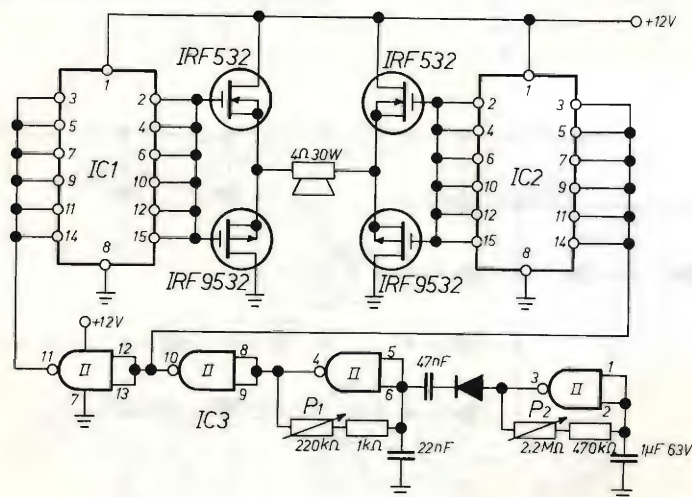 +12V
IRF532
IRF532
1
1
3
5
7
9
11
14
2
4
6
10
12
15
IC1
8
4Ω 30W
2
4
6
10
12
15
3
5
7
9
11
14
IC2
8
IRF9532
IRF9532
+12V
11
II
12
13
7
10
II
8
9
IC3
4
II
5
6
47nF
3
II
1
2
P1
220kΩ
1kΩ
22nF
P2
2.2MΩ
470kΩ
1µF 63V